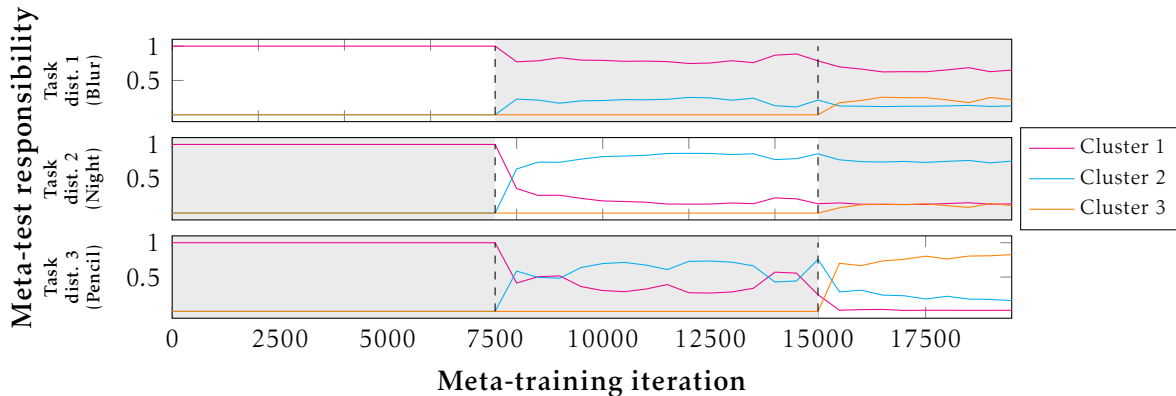 Meta-test responsibility
Task
dist. 1
(Blur)
1
0.5
Task
dist. 2
(Night)
1
0.5
Task
dist. 3
(Pencil)
1
0.5
0 2500 5000 7500 10000 12500 15000 17500
Meta-training iteration
Cluster 1
Cluster 2
Cluster 3